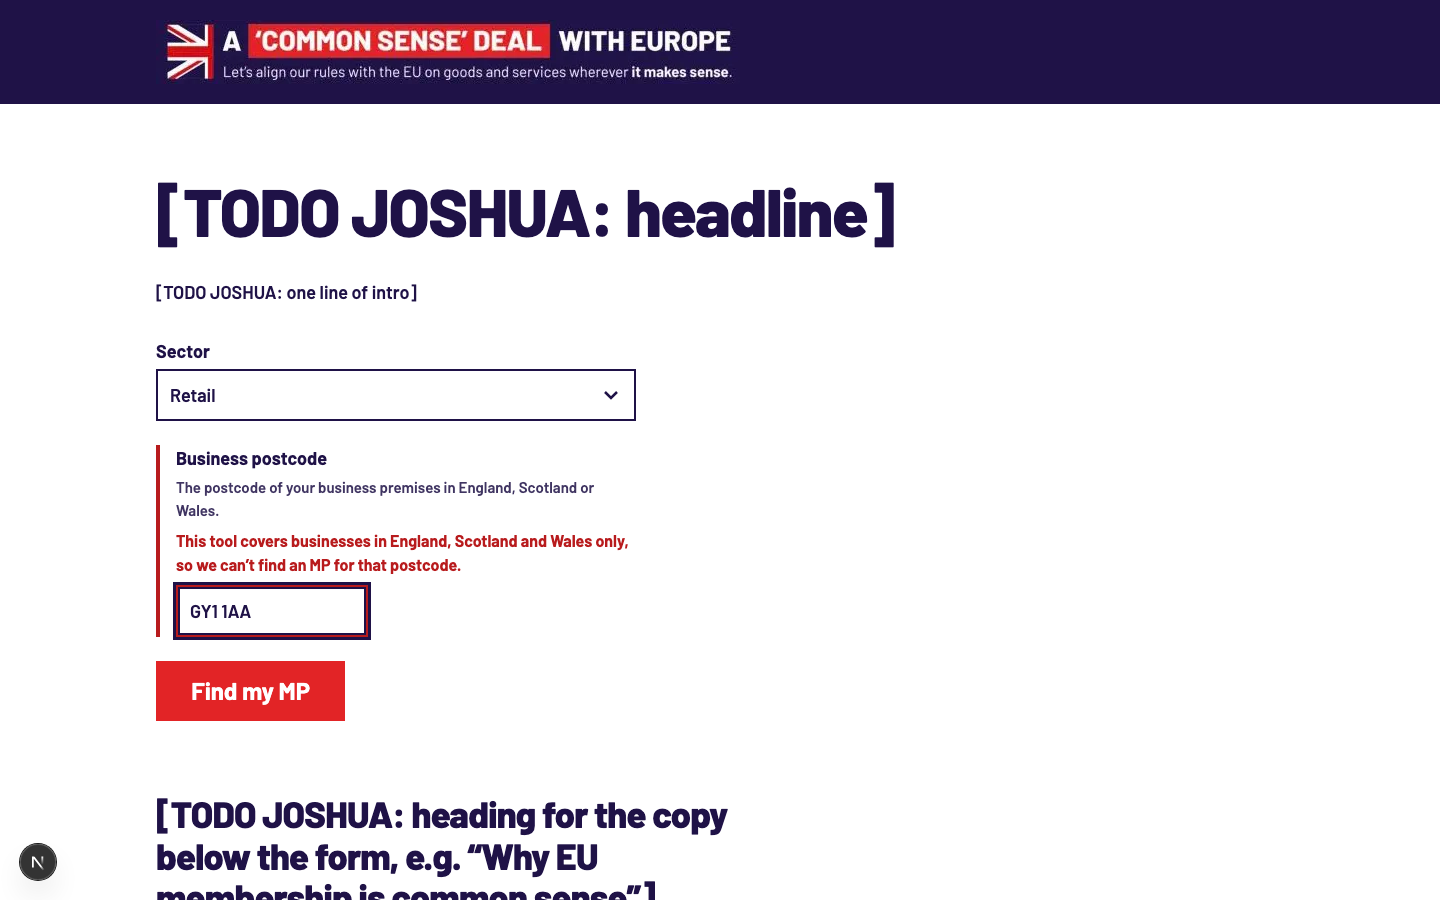 A ‘COMMON SENSE’ DEAL WITH EUROPE
Let’s align our rules with the EU on goods and services wherever it makes sense.
[TODO JOSHUA: headline]
[TODO JOSHUA: one line of intro]
Sector
Retail
Business postcode
The postcode of your business premises in England, Scotland or
Wales.
This tool covers businesses in England, Scotland and Wales only,
so we can’t find an MP for that postcode.
GY1 1AA
Find my MP
[TODO JOSHUA: heading for the copy
below the form, e.g. “Why EU
membership is common sense”]
N